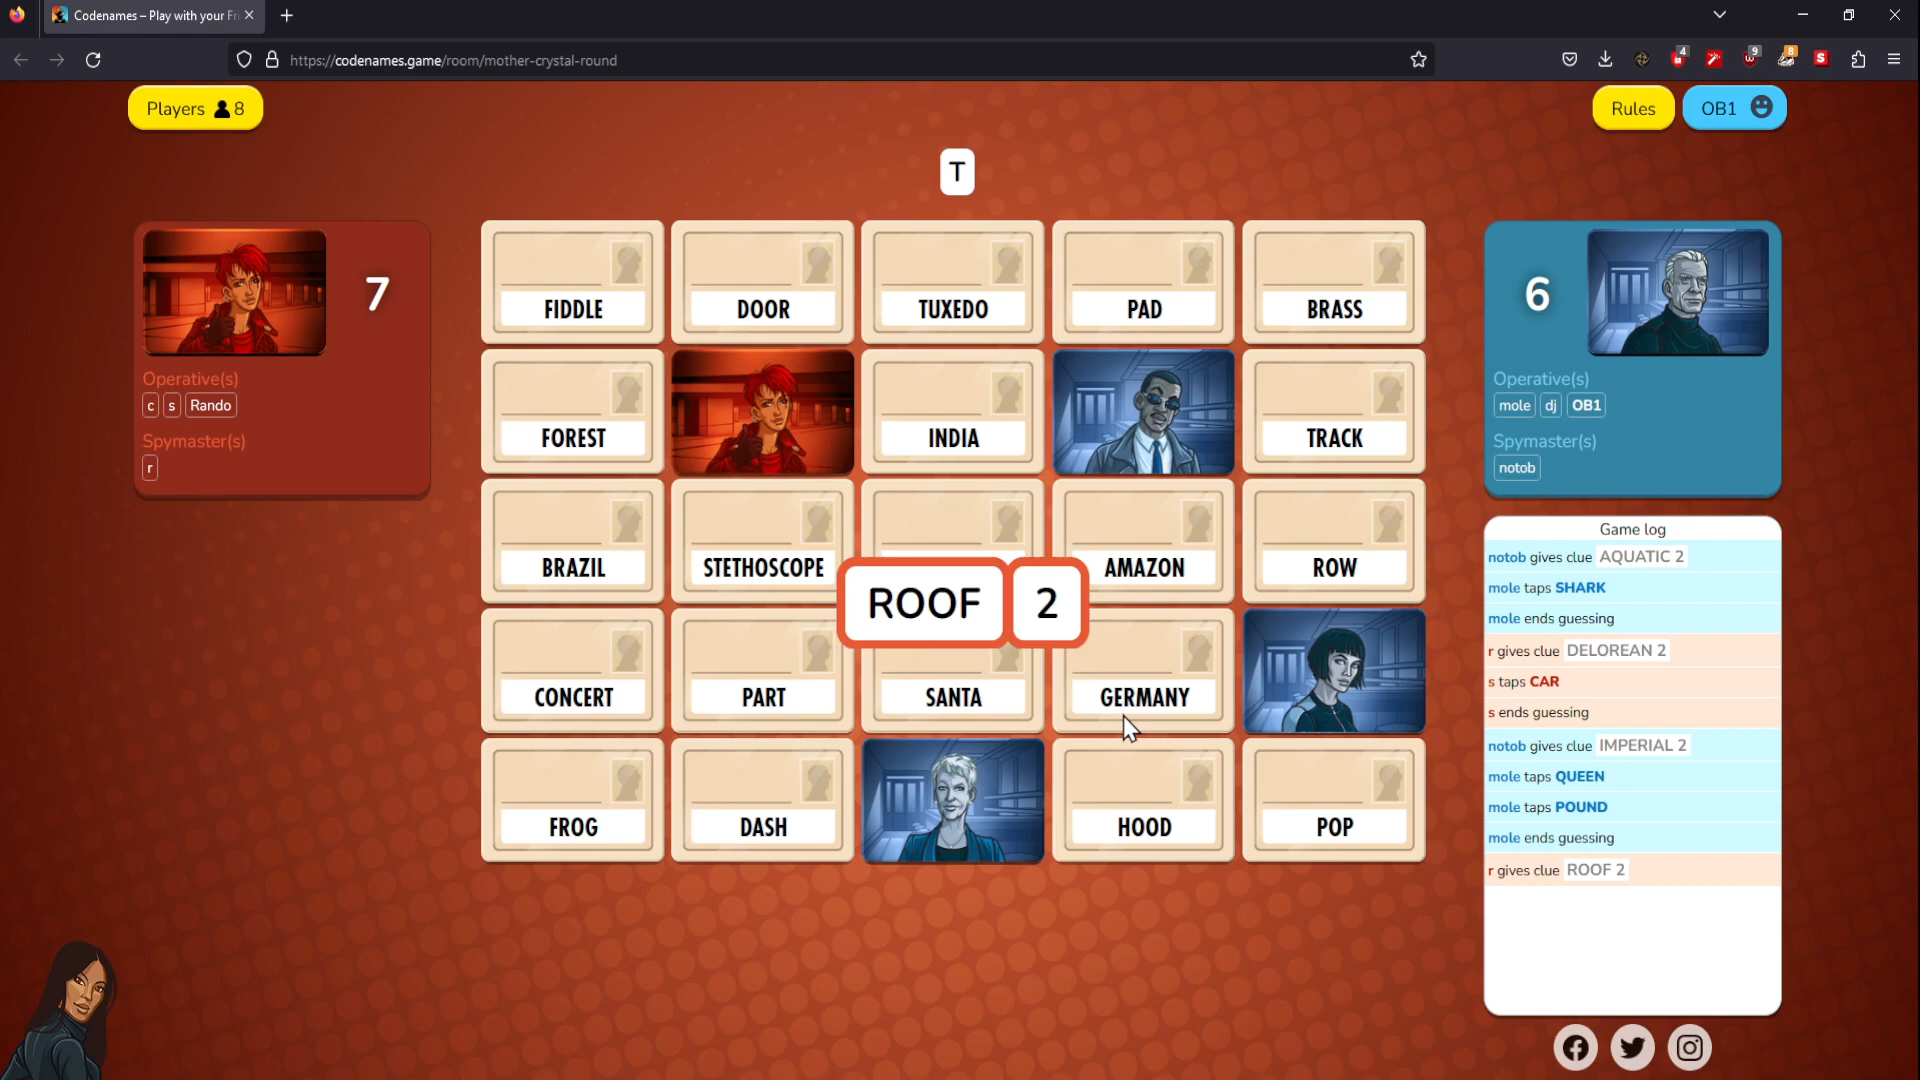 Codenames – Play with your Fr
https://codenames.game/room/mother-crystal-round
4
9
8
Players 8
Rules
OB1
T
7
Operative(s)
c s Rando
Spymaster(s)
r
FIDDLE DOOR TUXEDO PAD BRASS
FOREST INDIA TRACK
BRAZIL STETHOSCOPE AMAZON ROW
ROOF 2
CONCERT PART SANTA GERMANY
FROG DASH HOOD POP
6
Operative(s)
mole dj OB1
Spymaster(s)
notob
Game log
notob gives clue AQUATIC 2
mole taps SHARK
mole ends guessing
r gives clue DELOREAN 2
s taps CAR
s ends guessing
notob gives clue IMPERIAL 2
mole taps QUEEN
mole taps POUND
mole ends guessing
r gives clue ROOF 2